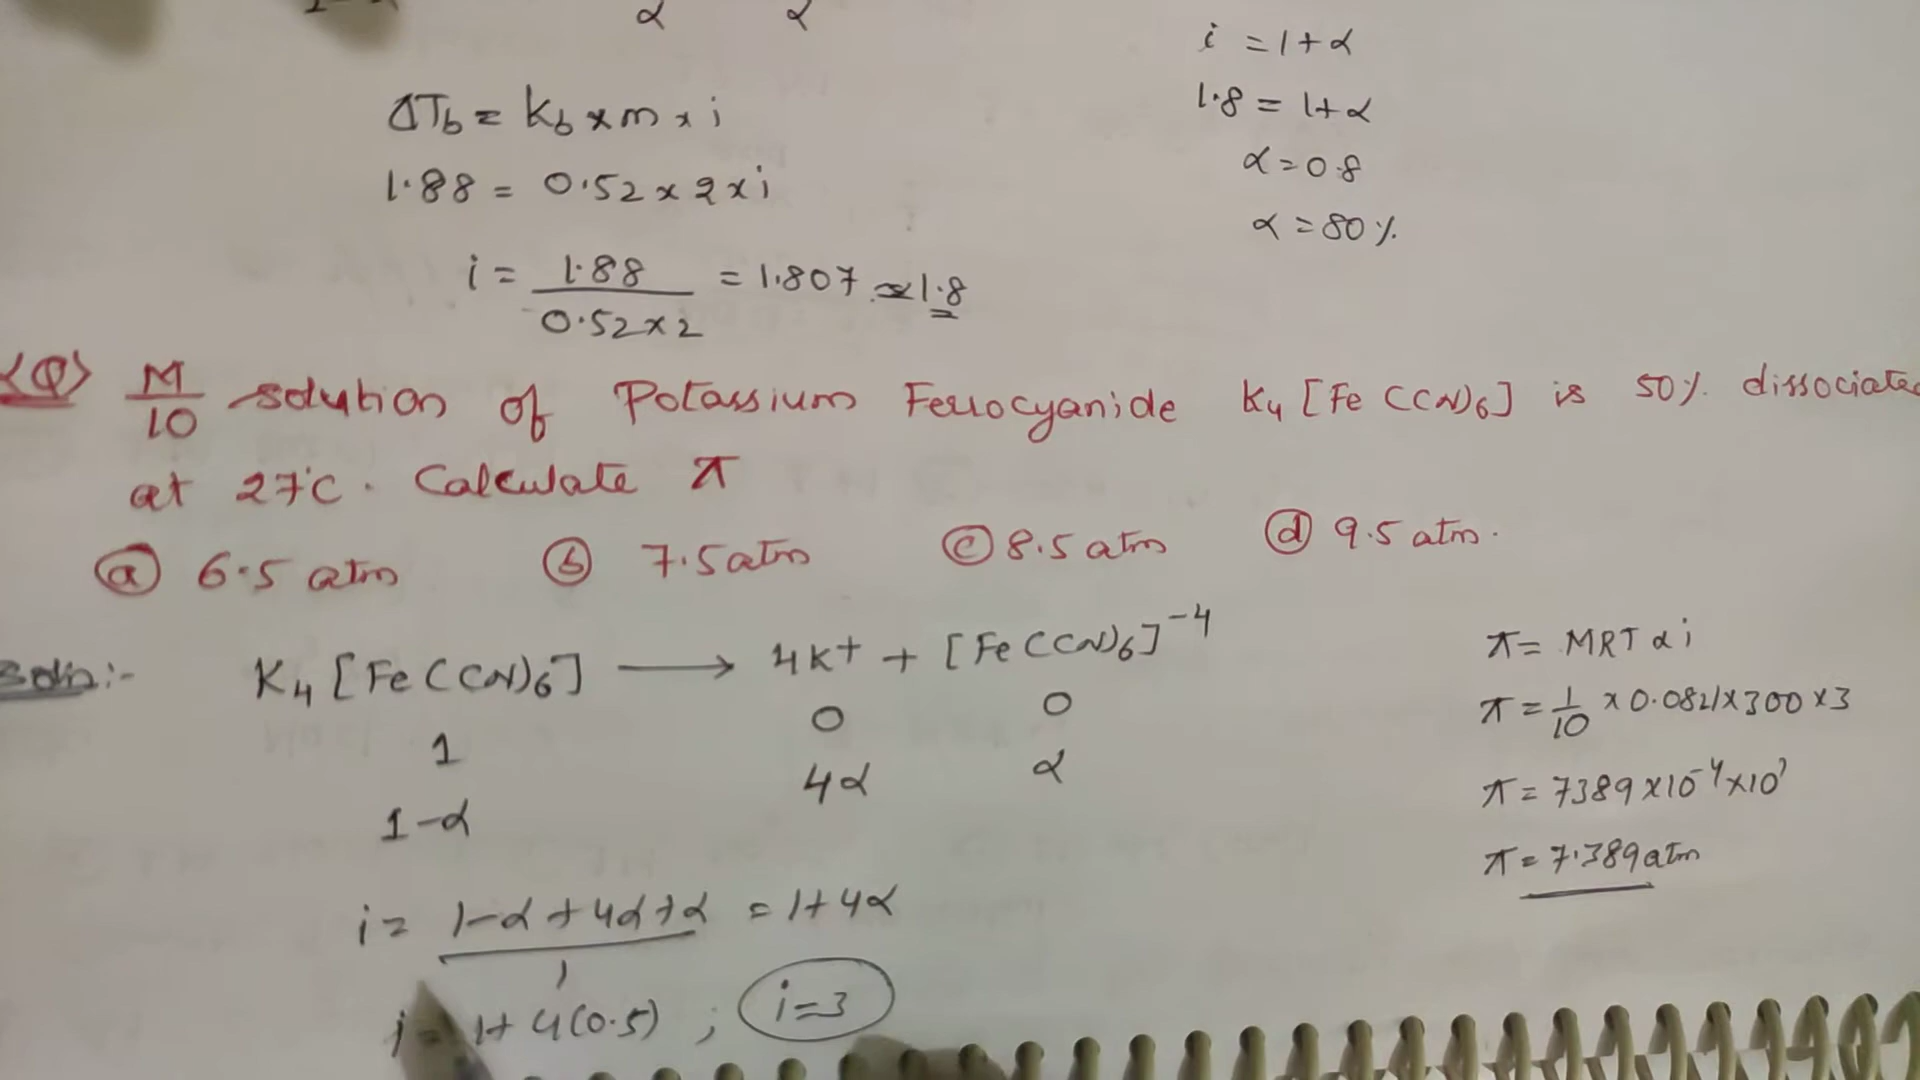 α α
ΔTb = Kb × m × i
1.88 = 0.52 × 2 × i
i = 1.88 / 0.52 × 2 = 1.807 ≈ 1.8
i = 1 + α
1.8 = 1 + α
α = 0.8
α = 80 %
<Q> M/10 solution of Potassium Ferrocyanide K4 [Fe (CN)6] is 50% dissociated
at 27°C. Calculate π
(a) 6.5 atm (b) 7.5 atm (c) 8.5 atm (d) 9.5 atm.
Soln:- K4 [Fe (CN)6] ⟶ 4K+ + [Fe (CN)6]^-4
1 0 0
1-α 4α α
i = 1-α + 4α + α / 1 = 1 + 4α
i = 1 + 4(0.5) ; i = 3
π = MRT × i
π = 1/10 × 0.0821 × 300 × 3
π = 7389 × 10^-4 × 10^1
π = 7.389 atm